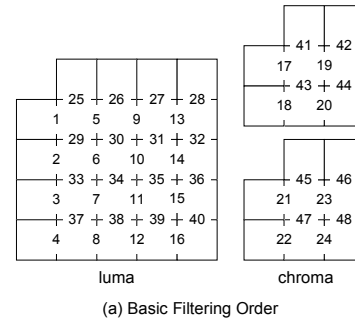 25 26 27 28
1 5 9 13
29 30 31 32
2 6 10 14
33 34 35 36
3 7 11 15
37 38 39 40
4 8 12 16
luma
41 42
17 19
43 44
18 20
45 46
21 23
47 48
22 24
chroma
(a) Basic Filtering Order